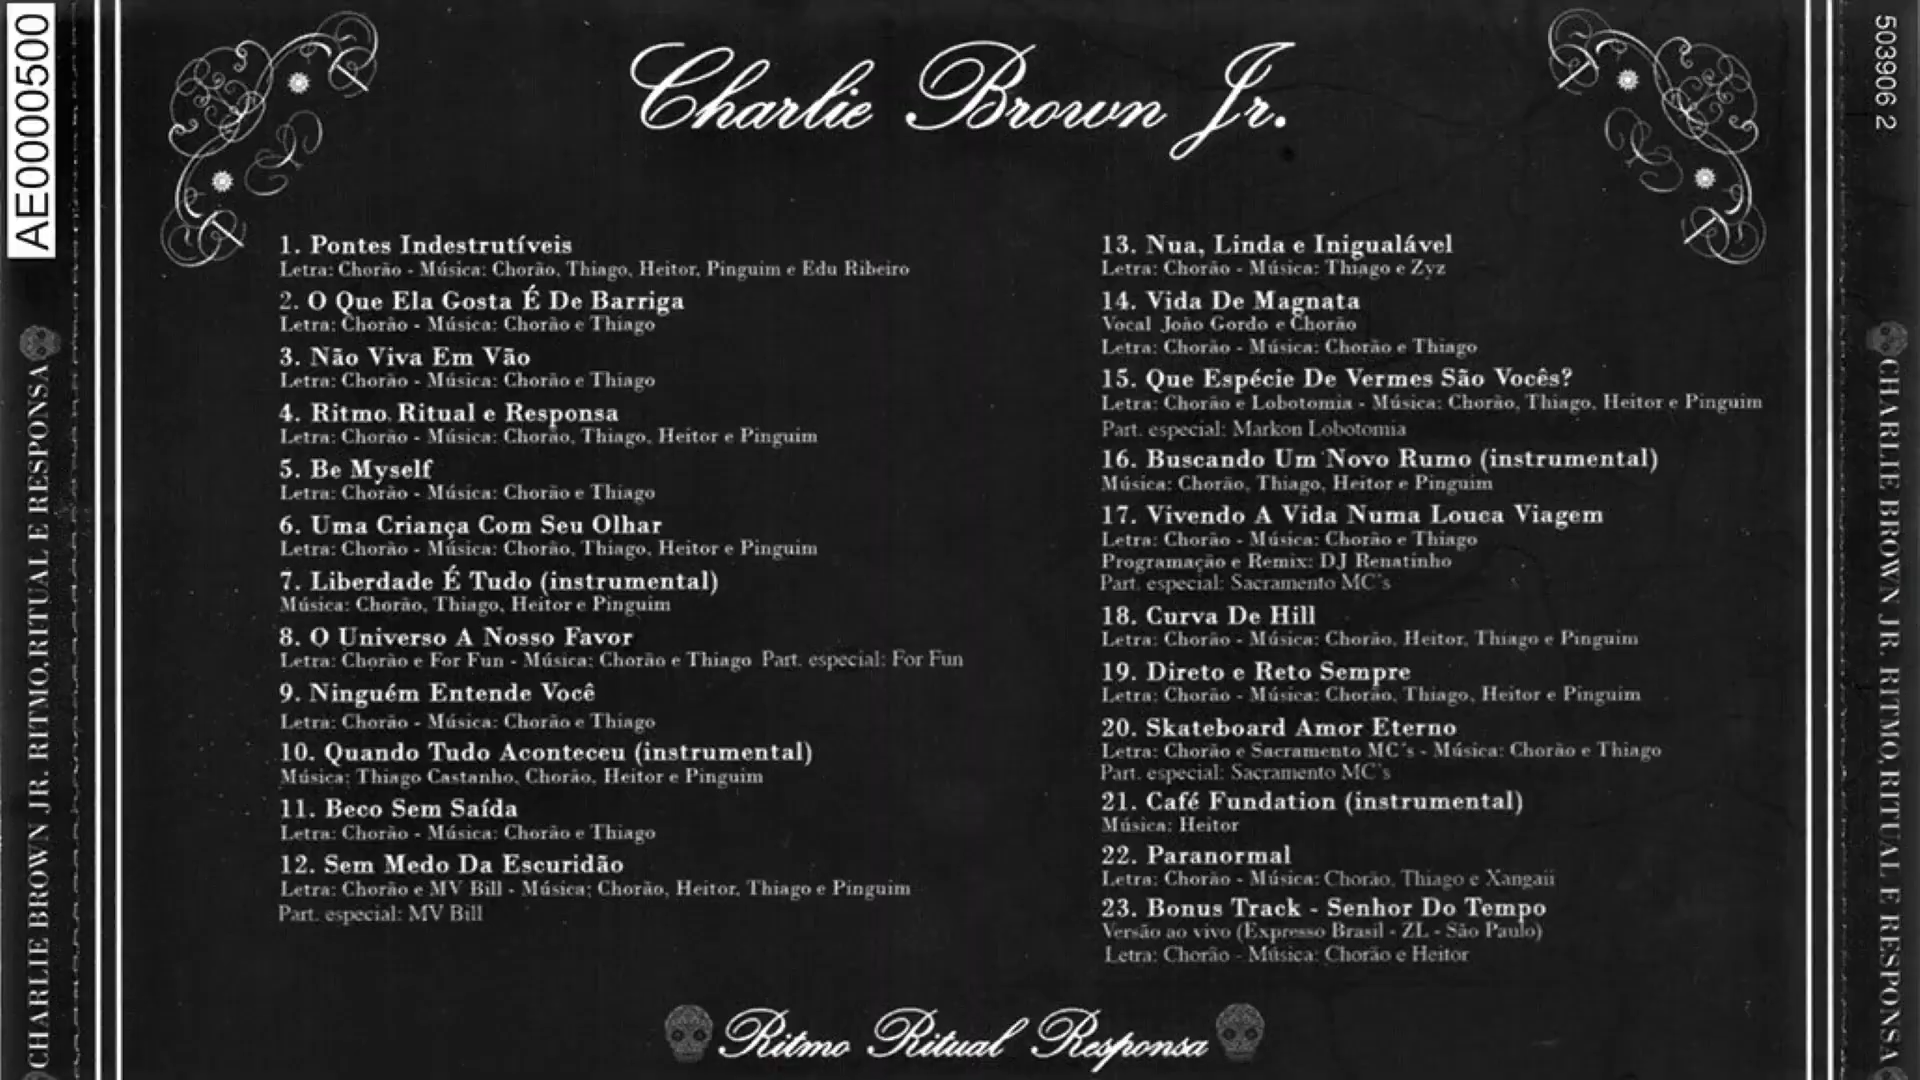 AE0000500
503906 2
Charlie Brown Jr.
1. Pontes Indestrutíveis
Letra: Chorão - Música: Chorão, Thiago, Heitor, Pinguim e Edu Ribeiro
2. O Que Ela Gosta É De Barriga
Letra: Chorão - Música: Chorão e Thiago
3. Não Viva Em Vão
Letra: Chorão - Música: Chorão e Thiago
4. Ritmo, Ritual e Responsa
Letra: Chorão - Música: Chorão, Thiago, Heitor e Pinguim
5. Be Myself
Letra: Chorão - Música: Chorão e Thiago
6. Uma Criança Com Seu Olhar
Letra: Chorão - Música: Chorão, Thiago, Heitor e Pinguim
7. Liberdade É Tudo (instrumental)
Música: Chorão, Thiago, Heitor e Pinguim
8. O Universo A Nosso Favor
Letra: Chorão e For Fun - Música: Chorão e Thiago Part. especial: For Fun
9. Ninguém Entende Você
Letra: Chorão - Música: Chorão e Thiago
10. Quando Tudo Aconteceu (instrumental)
Música: Thiago Castanho, Chorão, Heitor e Pinguim
11. Beco Sem Saída
Letra: Chorão - Música: Chorão e Thiago
12. Sem Medo Da Escuridão
Letra: Chorão e MV Bill - Música: Chorão, Heitor, Thiago e Pinguim
Part. especial: MV Bill
13. Nua, Linda e Inigualável
Letra: Chorão - Música: Thiago e Zyz
14. Vida De Magnata
Vocal João Gordo e Chorão
Letra: Chorão - Música: Chorão e Thiago
15. Que Espécie De Vermes São Vocês?
Letra: Chorão e Lobotomia - Música: Chorão, Thiago, Heitor e Pinguim
Part. especial: Markon Lobotomia
16. Buscando Um Novo Rumo (instrumental)
Música: Chorão, Thiago, Heitor e Pinguim
17. Vivendo A Vida Numa Louca Viagem
Letra: Chorão - Música: Chorão e Thiago
Programação e Remix: DJ Renatinho
Part. especial: Sacramento MC´s
18. Curva De Hill
Letra: Chorão - Música: Chorão, Heitor, Thiago e Pinguim
19. Direto e Reto Sempre
Letra: Chorão - Música: Chorão, Thiago, Heitor e Pinguim
20. Skateboard Amor Eterno
Letra: Chorão e Sacramento MC´s - Música: Chorão e Thiago
Part. especial: Sacramento MC´s
21. Café Fundation (instrumental)
Música: Heitor
22. Paranormal
Letra: Chorão - Música: Chorão, Thiago e Xangaii
23. Bonus Track - Senhor Do Tempo
Versão ao vivo (Expresso Brasil - ZL - São Paulo)
Letra: Chorão - Música: Chorão e Heitor
Ritmo Ritual Responsa
CHARLIE BROWN JR. RITMO, RITUAL E RESPONSA
CHARLIE BROWN JR. RITMO, RITUAL E RESPONSA